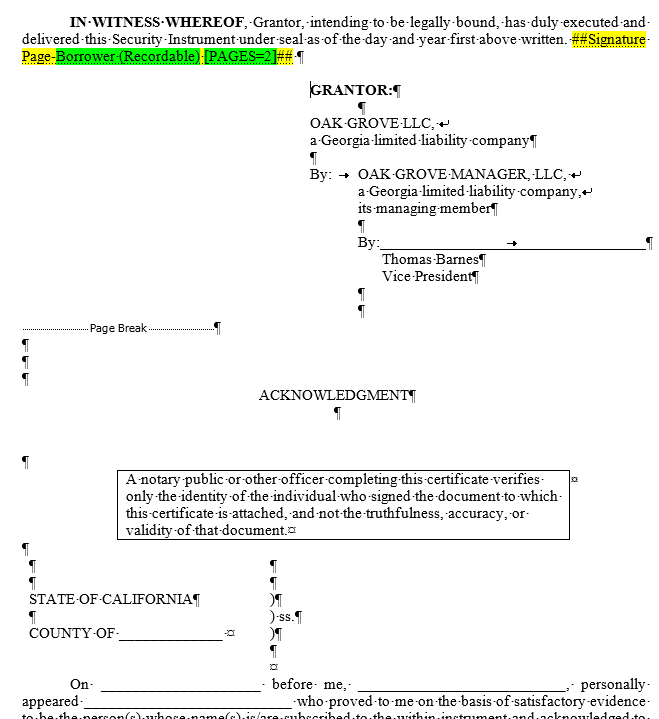 IN WITNESS WHEREOF, Grantor, intending to be legally bound, has duly executed and
delivered this Security Instrument under seal as of the day and year first above written. ##Signature
Page-Borrower (Recordable) [PAGES=2]## ¶
GRANTOR:¶
¶
OAK GROVE LLC, ↵
a Georgia limited liability company¶
¶
By: → OAK GROVE MANAGER, LLC, ↵
a Georgia limited liability company,↵
its managing member¶
¶
By:____________→____________¶
Thomas Barnes¶
Vice President¶
¶
¶
Page Break ¶
¶
¶
¶
ACKNOWLEDGMENT¶
¶
¶
A notary public or other officer completing this certificate verifies
only the identity of the individual who signed the document to which
this certificate is attached, and not the truthfulness, accuracy, or
validity of that document.¤ ¤
¶
¶ ¶
¶ ¶
STATE OF CALIFORNIA¶ )¶
¶ ) ss.¶
COUNTY OF ______________ ¤ )¶
¶
¤
On ____________________ before me, __________________________, personally
appeared __________________________ who proved to me on the basis of satisfactory evidence
to be the person(s) whose name(s) is/are subscribed to the within instrument and acknowledged to